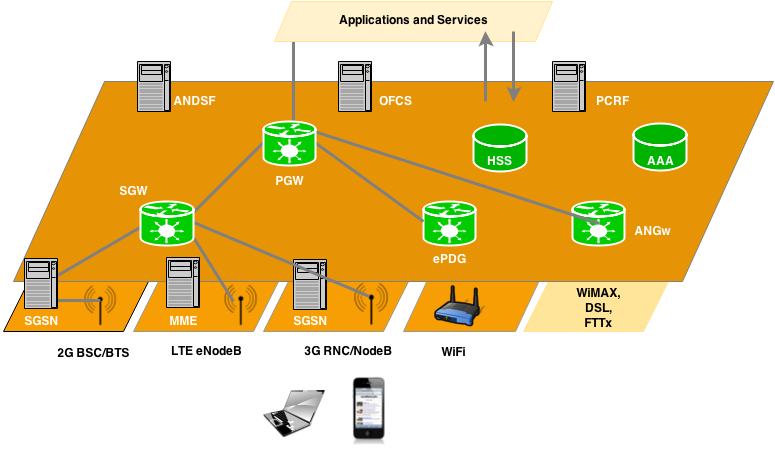 Applications and Services
ANDSF
OFCS
PCRF
HSS
AAA
PGW
SGW
ePDG
ANGw
SGSN
MME
SGSN
WiMAX,
DSL,
FTTx
2G BSC/BTS
LTE eNodeB
3G RNC/NodeB
WiFi